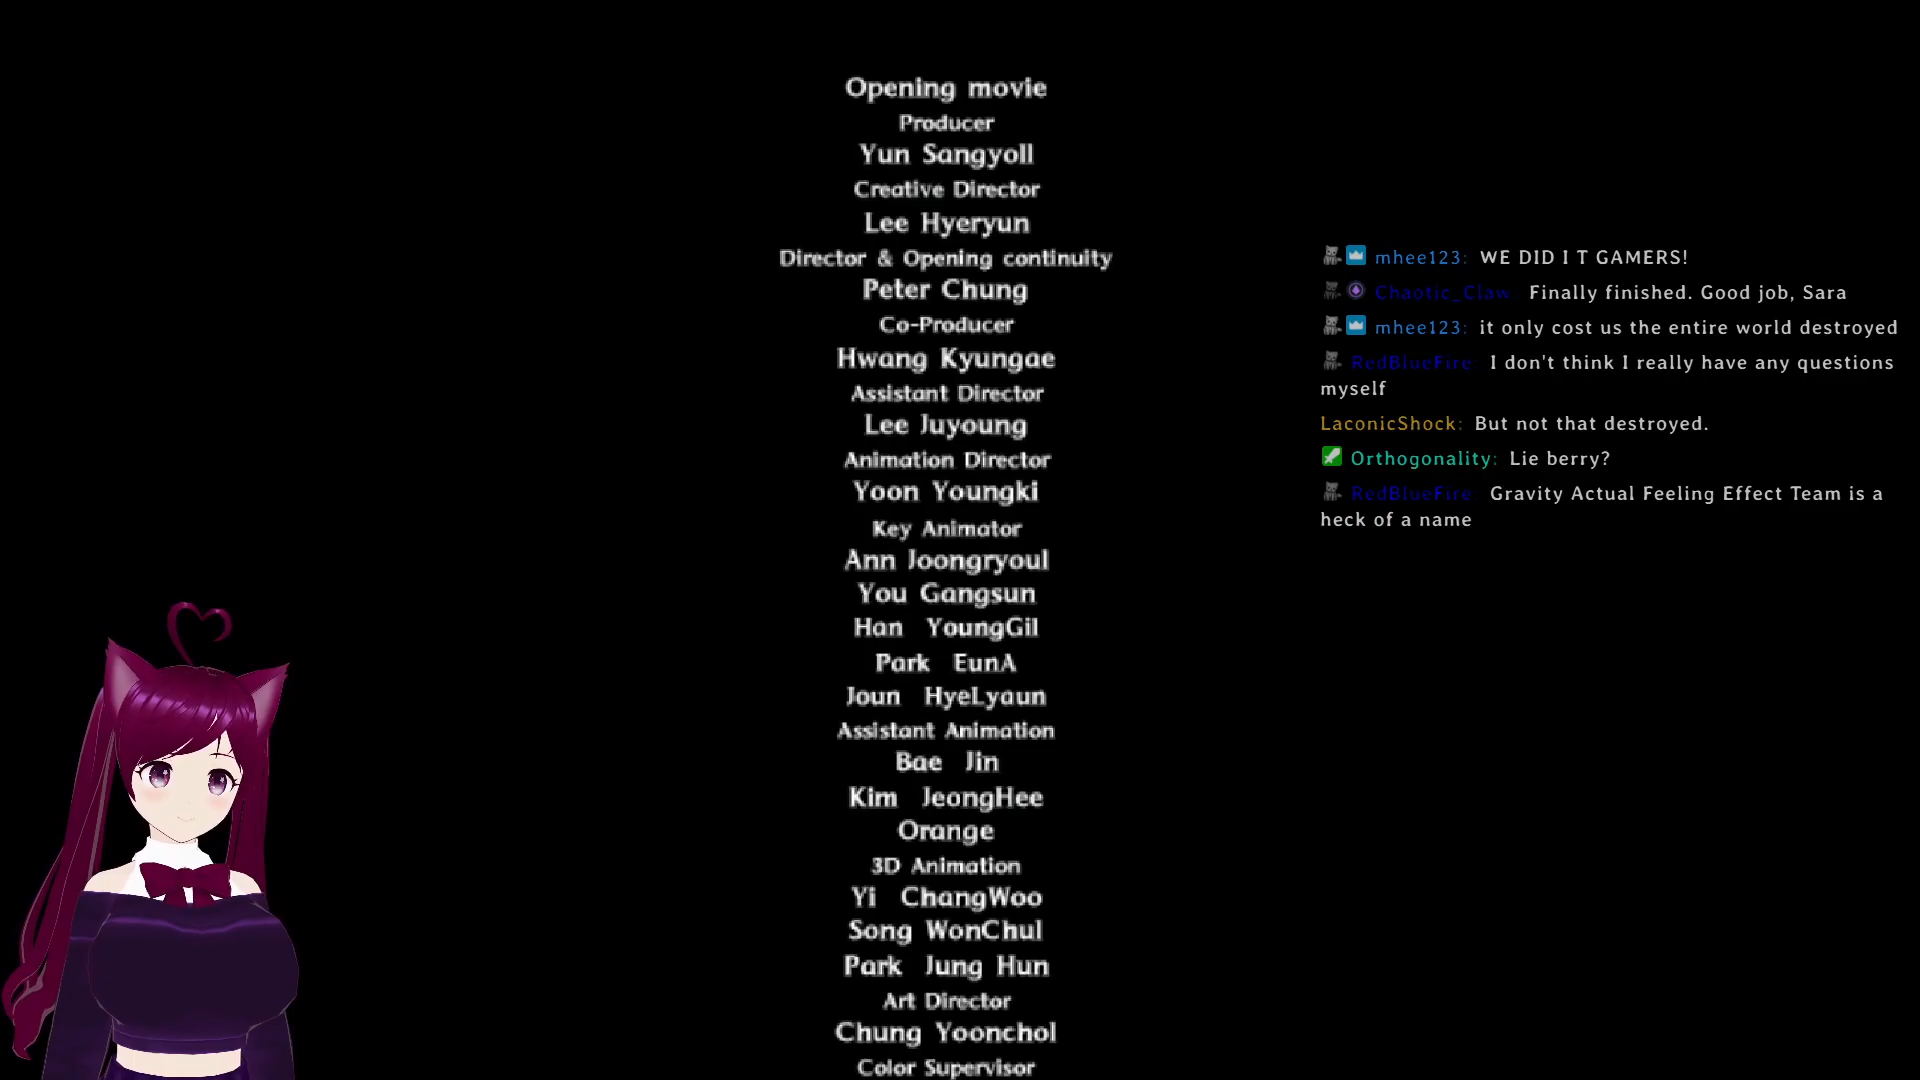 Opening movie
Producer
Yun Sangyoll
Creative Director
Lee Hyeryun
Director & Opening continuity
Peter Chung
Co-Producer
Hwang Kyungae
Assistant Director
Lee Juyoung
Animation Director
Yoon Youngki
Key Animator
Ann Joongryoul
You Gangsun
Han YoungGil
Park EunA
Joun HyeLyaun
Assistant Animation
Bae Jin
Kim JeongHee
Orange
3D Animation
Yi ChangWoo
Song WonChul
Park Jung Hun
Art Director
Chung Yoonchol
Color Supervisor
mhee123: WE DID I T GAMERS!
Chaotic_Claw: Finally finished. Good job, Sara
mhee123: it only cost us the entire world destroyed
RedBlueFire: I don't think I really have any questions
myself
LaconicShock: But not that destroyed.
Orthogonality: Lie berry?
RedBlueFire: Gravity Actual Feeling Effect Team is a
heck of a name